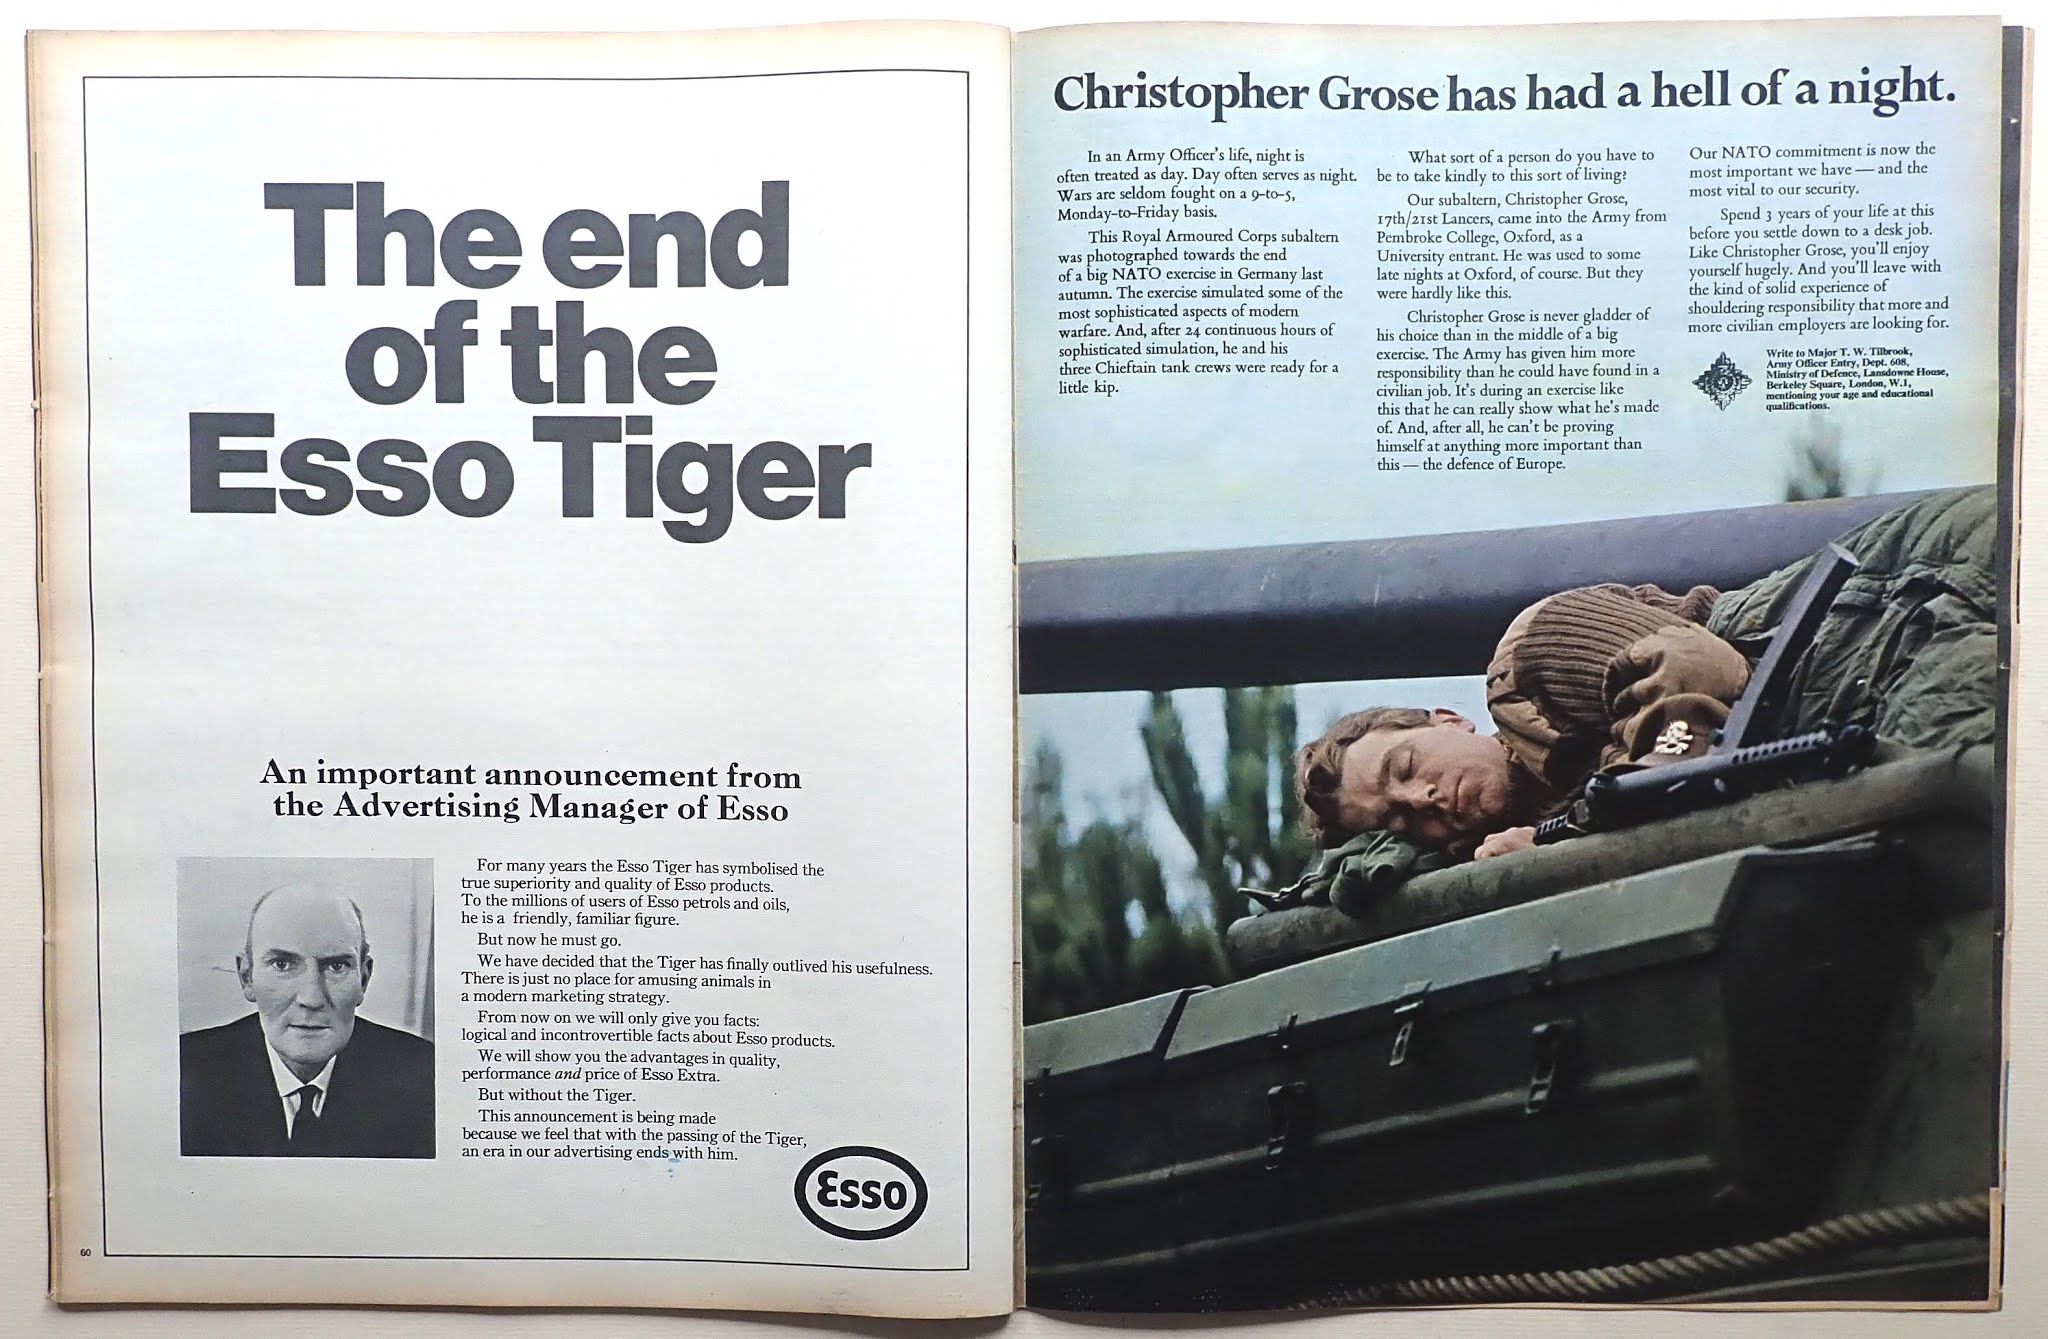 The end
of the
Esso Tiger
An important announcement from
the Advertising Manager of Esso
For many years the Esso Tiger has symbolised the
true superiority and quality of Esso products.
To the millions of users of Esso petrols and oils,
he is a friendly, familiar figure.
But now he must go.
We have decided that the Tiger has finally outlived his usefulness.
There is just no place for amusing animals in
a modern marketing strategy.
From now on we will only give you facts:
logical and incontrovertible facts about Esso products.
We will show you the advantages in quality,
performance and price of Esso Extra.
But without the Tiger.
This announcement is being made
because we feel that with the passing of the Tiger,
an era in our advertising ends with him.
Esso
60
Christopher Grose has had a hell of a night.
In an Army Officer's life, night is
often treated as day. Day often serves as night.
Wars are seldom fought on a 9-to-5,
Monday-to-Friday basis.
This Royal Armoured Corps subaltern
was photographed towards the end
of a big NATO exercise in Germany last
autumn. The exercise simulated some of the
most sophisticated aspects of modern
warfare. And, after 24 continuous hours of
sophisticated simulation, he and his
three Chieftain tank crews were ready for a
little kip.
What sort of a person do you have to
be to take kindly to this sort of living?
Our subaltern, Christopher Grose,
17th/21st Lancers, came into the Army from
Pembroke College, Oxford, as a
University entrant. He was used to some
late nights at Oxford, of course. But they
were hardly like this.
Christopher Grose is never gladder of
his choice than in the middle of a big
exercise. The Army has given him more
responsibility than he could have found in a
civilian job. It's during an exercise like
this that he can really show what he's made
of. And, after all, he can't be proving
himself at anything more important than
this — the defence of Europe.
Our NATO commitment is now the
most important we have — and the
most vital to our security.
Spend 3 years of your life at this
before you settle down to a desk job.
Like Christopher Grose, you'll enjoy
yourself hugely. And you'll leave with
the kind of solid experience of
shouldering responsibility that more and
more civilian employers are looking for.
Write to Major T. W. Tilbrook,
Army Officer Entry, Dept. 608,
Ministry of Defence, Lansdowne House,
Berkeley Square, London, W.1,
mentioning your age and educational
qualifications.